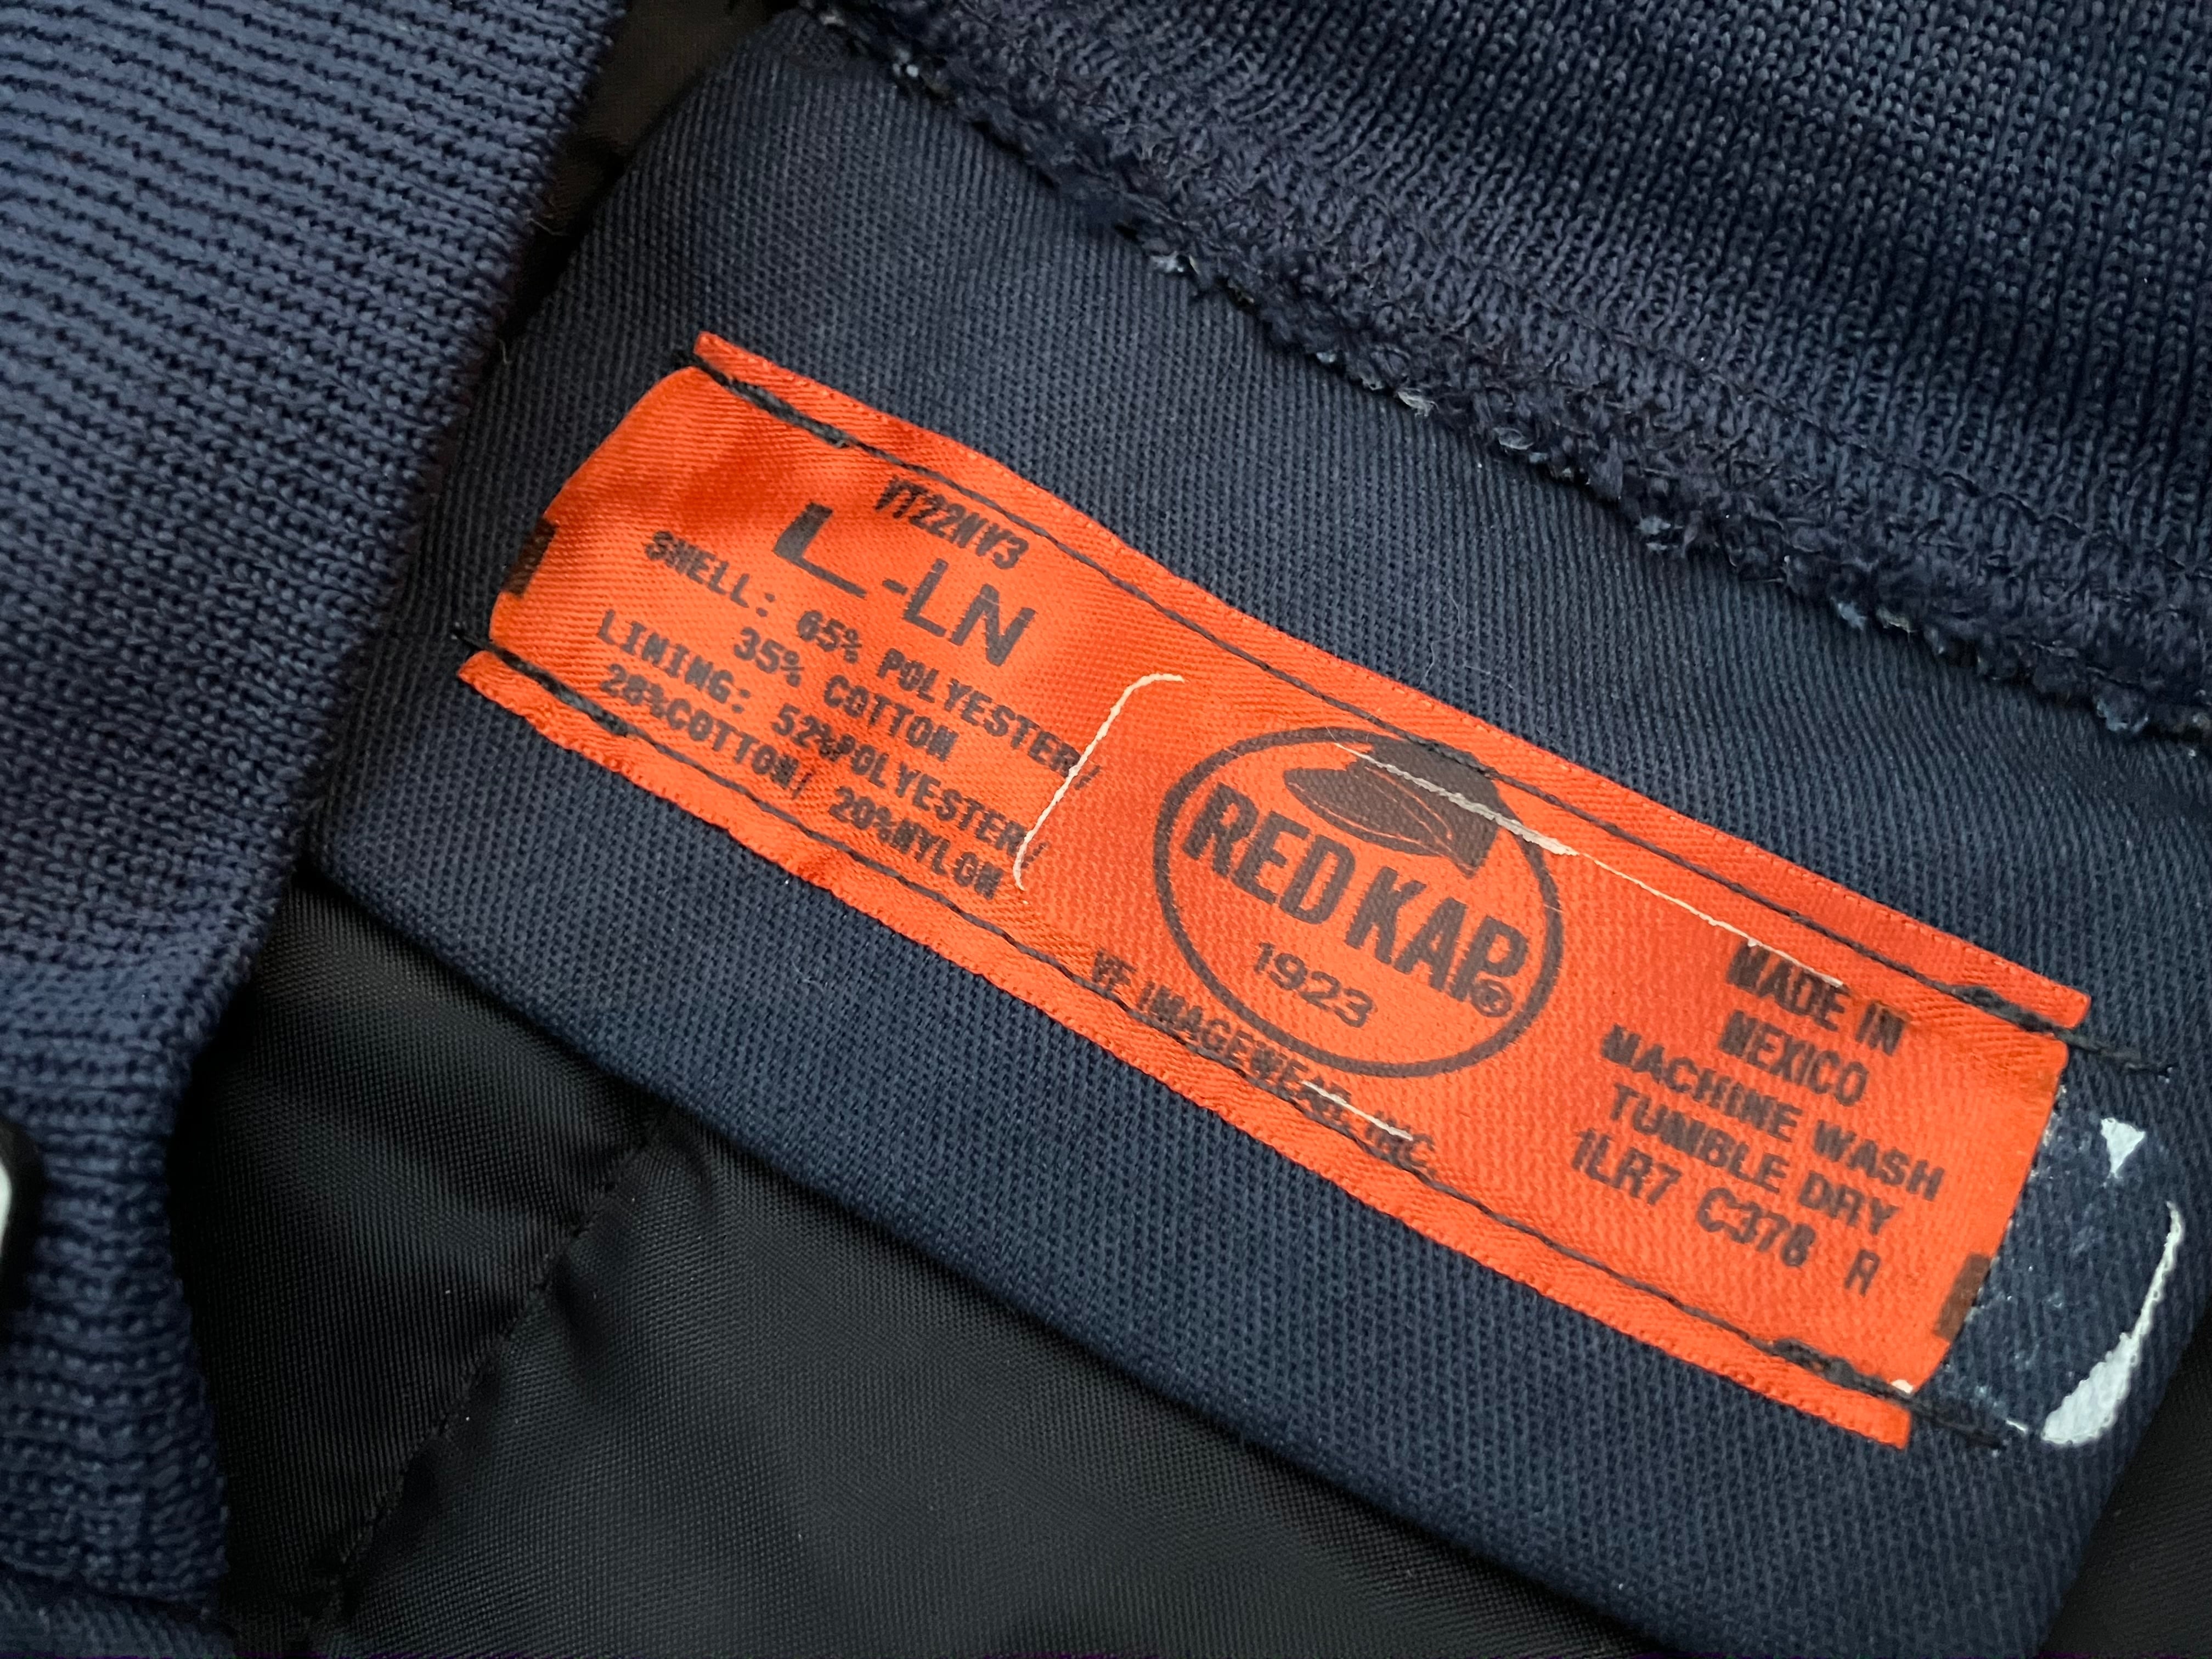 VT22NV3
L-LN
SHELL: 65% POLYESTER/
35% COTTON
LINING: 52%POLYESTER/
28%COTTON/ 20%NYLON
RED KAP®
1923
VF IMAGEWEAR, INC.
MADE IN
MEXICO
MACHINE WASH
TUMBLE DRY
1LR7 C378 R